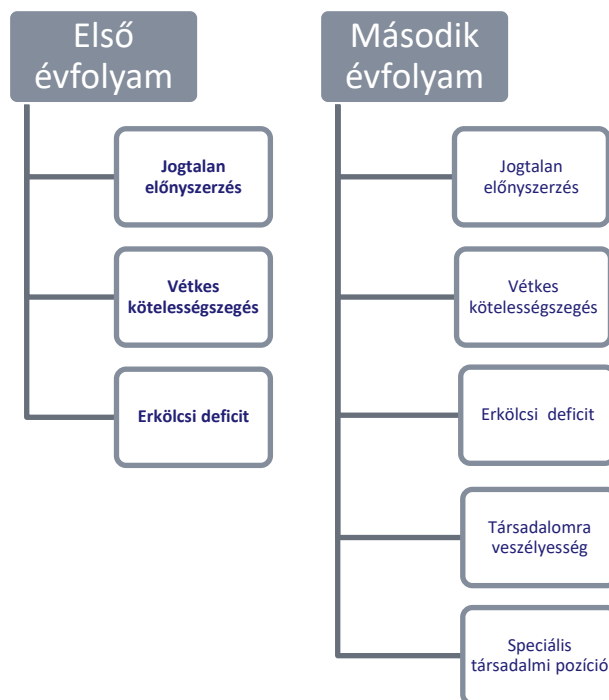 Első
évfolyam
Jogtalan
előnyszerzés
Vétkes
kötelességszegés
Erkölcsi deficit
Második
évfolyam
Jogtalan
előnyszerzés
Vétkes
kötelességszegés
Erkölcsi deficit
Társadalomra
veszélyesség
Speciális
társadalmi pozíció